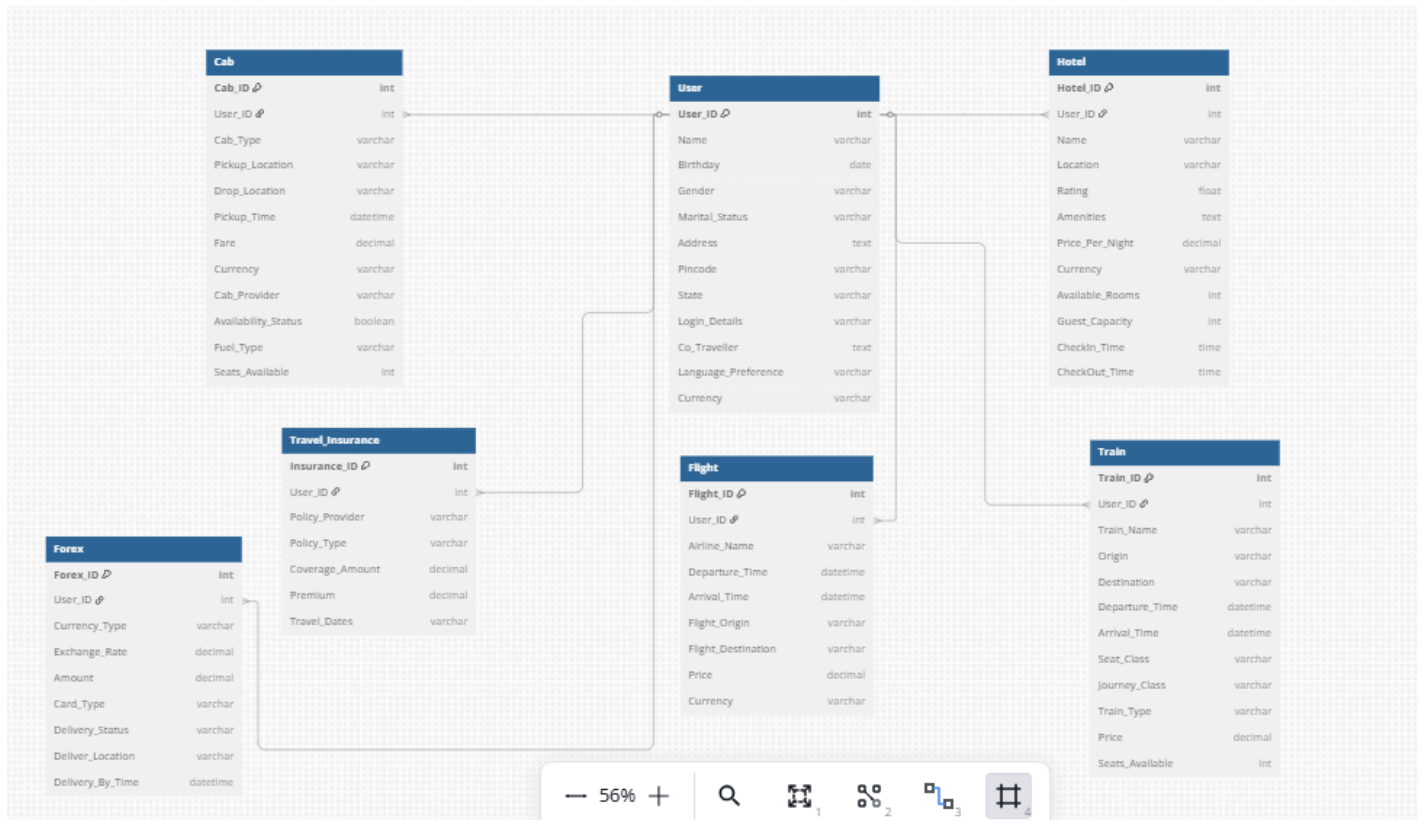 Cab
Cab_ID int
User_ID int
Cab_Type varchar
Pickup_Location varchar
Drop_Location varchar
Pickup_Time datetime
Fare decimal
Currency varchar
Cab_Provider varchar
Availability_Status boolean
Fuel_Type varchar
Seats_Available int
User
User_ID int
Name varchar
Birthday date
Gender varchar
Marital_Status varchar
Address text
Pincode varchar
State varchar
Login_Details varchar
Co_Traveller text
Language_Preference varchar
Currency varchar
Hotel
Hotel_ID int
User_ID int
Name varchar
Location varchar
Rating float
Amenities text
Price_Per_Night decimal
Currency varchar
Available_Rooms int
Guest_Capacity int
CheckIn_Time time
CheckOut_Time time
Travel_Insurance
Insurance_ID int
User_ID int
Policy_Provider varchar
Policy_Type varchar
Coverage_Amount decimal
Premium decimal
Travel_Dates varchar
Flight
Flight_ID int
User_ID int
Airline_Name varchar
Departure_Time datetime
Arrival_Time datetime
Flight_Origin varchar
Flight_Destination varchar
Price decimal
Currency varchar
Train
Train_ID int
User_ID int
Train_Name varchar
Origin varchar
Destination varchar
Departure_Time datetime
Arrival_Time datetime
Seat_Class varchar
Journey_Class varchar
Train_Type varchar
Price decimal
Seats_Available int
Forex
Forex_ID int
User_ID int
Currency_Type varchar
Exchange_Rate decimal
Amount decimal
Card_Type varchar
Delivery_Status varchar
Deliver_Location varchar
Delivery_By_Time datetime
56% 1 2 3 4